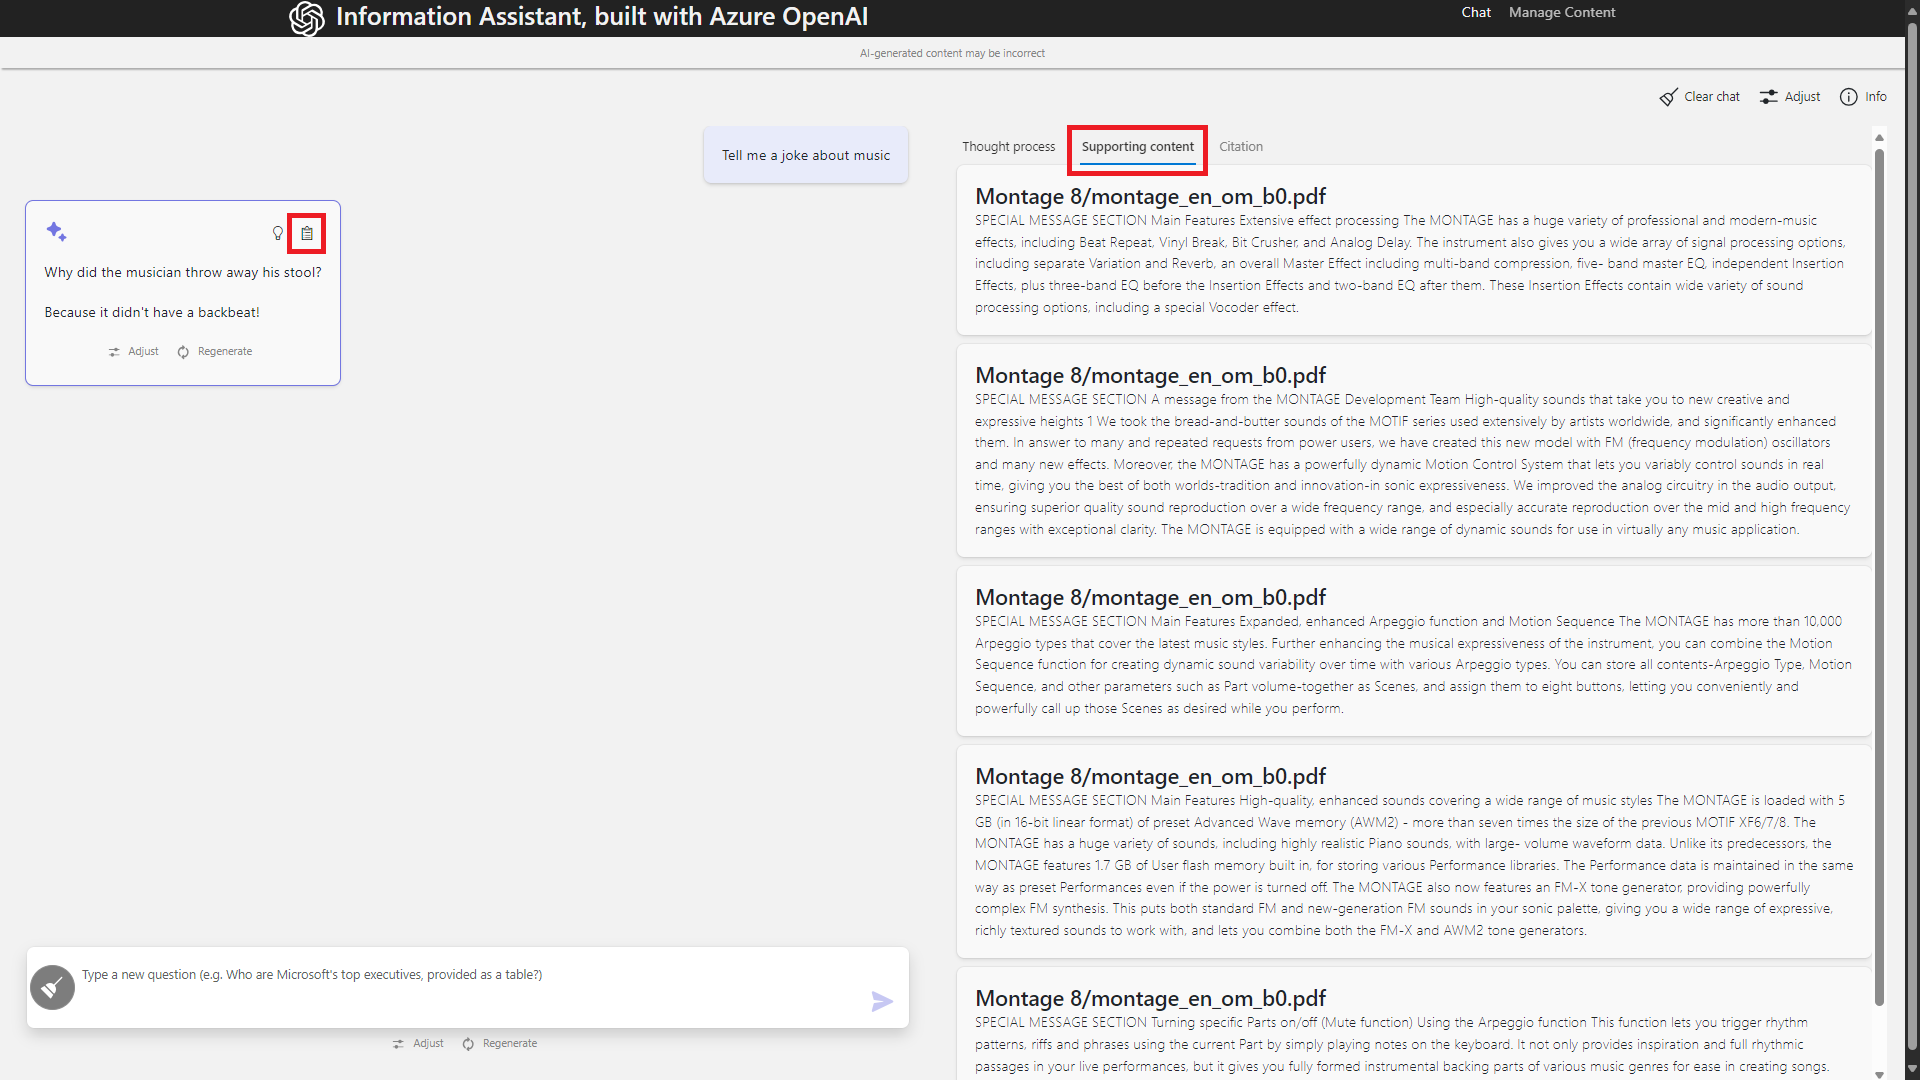 Information Assistant, built with Azure OpenAI
Chat
Manage Content
AI-generated content may be incorrect
Clear chat
Adjust
Info
Tell me a joke about music
Why did the musician throw away his stool?
Because it didn't have a backbeat!
Adjust
Regenerate
Type a new question (e.g. Who are Microsoft's top executives, provided as a table?)
Adjust
Regenerate
Thought process
Supporting content
Citation
Montage 8/montage_en_om_b0.pdf
SPECIAL MESSAGE SECTION Main Features Extensive effect processing The MONTAGE has a huge variety of professional and modern-music
effects, including Beat Repeat, Vinyl Break, Bit Crusher, and Analog Delay. The instrument also gives you a wide array of signal processing options,
including separate Variation and Reverb, an overall Master Effect including multi-band compression, five- band master EQ, independent Insertion
Effects, plus three-band EQ before the Insertion Effects and two-band EQ after them. These Insertion Effects contain wide variety of sound
processing options, including a special Vocoder effect.
Montage 8/montage_en_om_b0.pdf
SPECIAL MESSAGE SECTION A message from the MONTAGE Development Team High-quality sounds that take you to new creative and
expressive heights 1 We took the bread-and-butter sounds of the MOTIF series used extensively by artists worldwide, and significantly enhanced
them. In answer to many and repeated requests from power users, we have created this new model with FM (frequency modulation) oscillators
and many new effects. Moreover, the MONTAGE has a powerfully dynamic Motion Control System that lets you variably control sounds in real
time, giving you the best of both worlds-tradition and innovation-in sonic expressiveness. We improved the analog circuitry in the audio output,
ensuring superior quality sound reproduction over a wide frequency range, and especially accurate reproduction over the mid and high frequency
ranges with exceptional clarity. The MONTAGE is equipped with a wide range of dynamic sounds for use in virtually any music application.
Montage 8/montage_en_om_b0.pdf
SPECIAL MESSAGE SECTION Main Features Expanded, enhanced Arpeggio function and Motion Sequence The MONTAGE has more than 10,000
Arpeggio types that cover the latest music styles. Further enhancing the musical expressiveness of the instrument, you can combine the Motion
Sequence function for creating dynamic sound variability over time with various Arpeggio types. You can store all contents-Arpeggio Type, Motion
Sequence, and other parameters such as Part volume-together as Scenes, and assign them to eight buttons, letting you conveniently and
powerfully call up those Scenes as desired while you perform.
Montage 8/montage_en_om_b0.pdf
SPECIAL MESSAGE SECTION Main Features High-quality, enhanced sounds covering a wide range of music styles The MONTAGE is loaded with 5
GB (in 16-bit linear format) of preset Advanced Wave memory (AWM2) - more than seven times the size of the previous MOTIF XF6/7/8. The
MONTAGE has a huge variety of sounds, including highly realistic Piano sounds, with large- volume waveform data. Unlike its predecessors, the
MONTAGE features 1.7 GB of User flash memory built in, for storing various Performance libraries. The Performance data is maintained in the same
way as preset Performances even if the power is turned off. The MONTAGE also now features an FM-X tone generator, providing powerfully
complex FM synthesis. This puts both standard FM and new-generation FM sounds in your sonic palette, giving you a wide range of expressive,
richly textured sounds to work with, and lets you combine both the FM-X and AWM2 tone generators.
Montage 8/montage_en_om_b0.pdf
SPECIAL MESSAGE SECTION Turning specific Parts on/off (Mute function) Using the Arpeggio function This function lets you trigger rhythm
patterns, riffs and phrases using the current Part by simply playing notes on the keyboard. It not only provides inspiration and full rhythmic
passages in your live performances, but it gives you fully formed instrumental backing parts of various music genres for ease in creating songs.